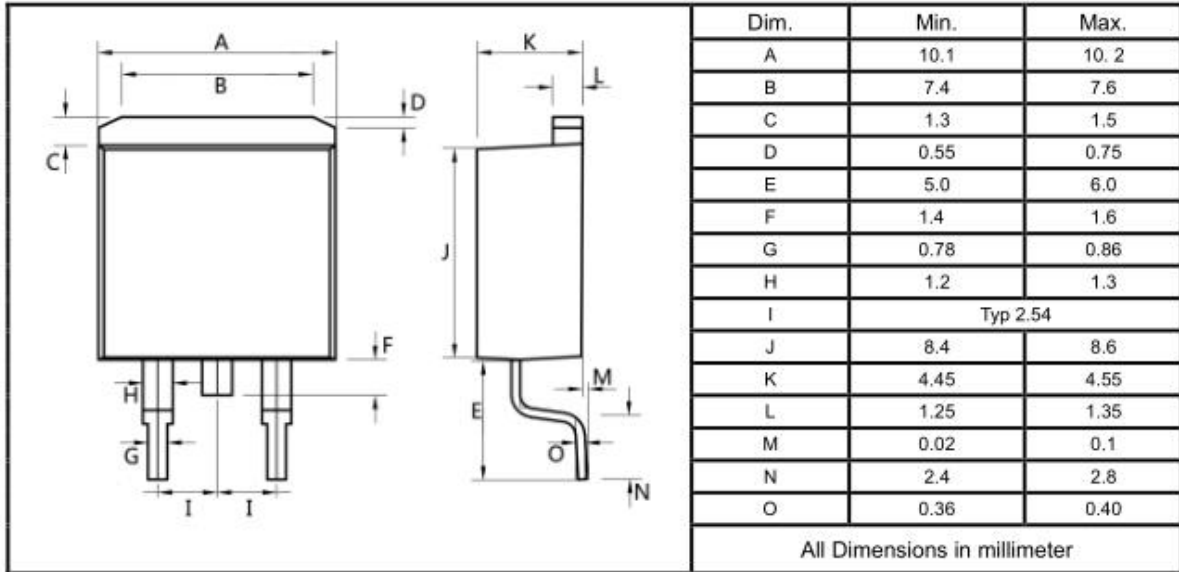 A
B
C
D
F
H
G
I I
K
L
J
E
M
O
N
Dim. Min. Max.
A 10.1 10. 2
B 7.4 7.6
C 1.3 1.5
D 0.55 0.75
E 5.0 6.0
F 1.4 1.6
G 0.78 0.86
H 1.2 1.3
I Typ 2.54
J 8.4 8.6
K 4.45 4.55
L 1.25 1.35
M 0.02 0.1
N 2.4 2.8
O 0.36 0.40
All Dimensions in millimeter